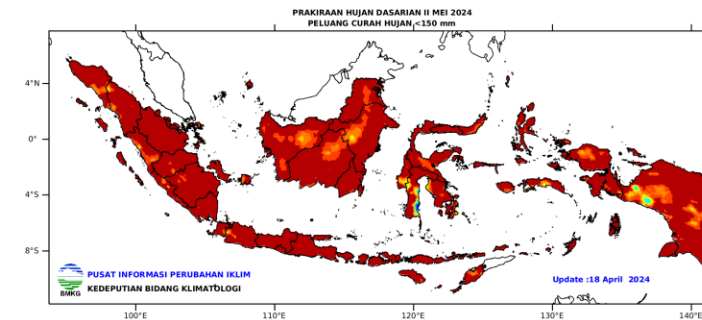 PRAKIRAAN HUJAN DASARIAN II MEI 2024
PELUANG CURAH HUJAN <150 mm
4°N
0°
4°S
8°S
PUSAT INFORMASI PERUBAHAN IKLIM
KEDEPUTIAN BIDANG KLIMATOLOGI
BMKG
Update :18 April 2024
100°E
110°E
120°E
130°E
140°E